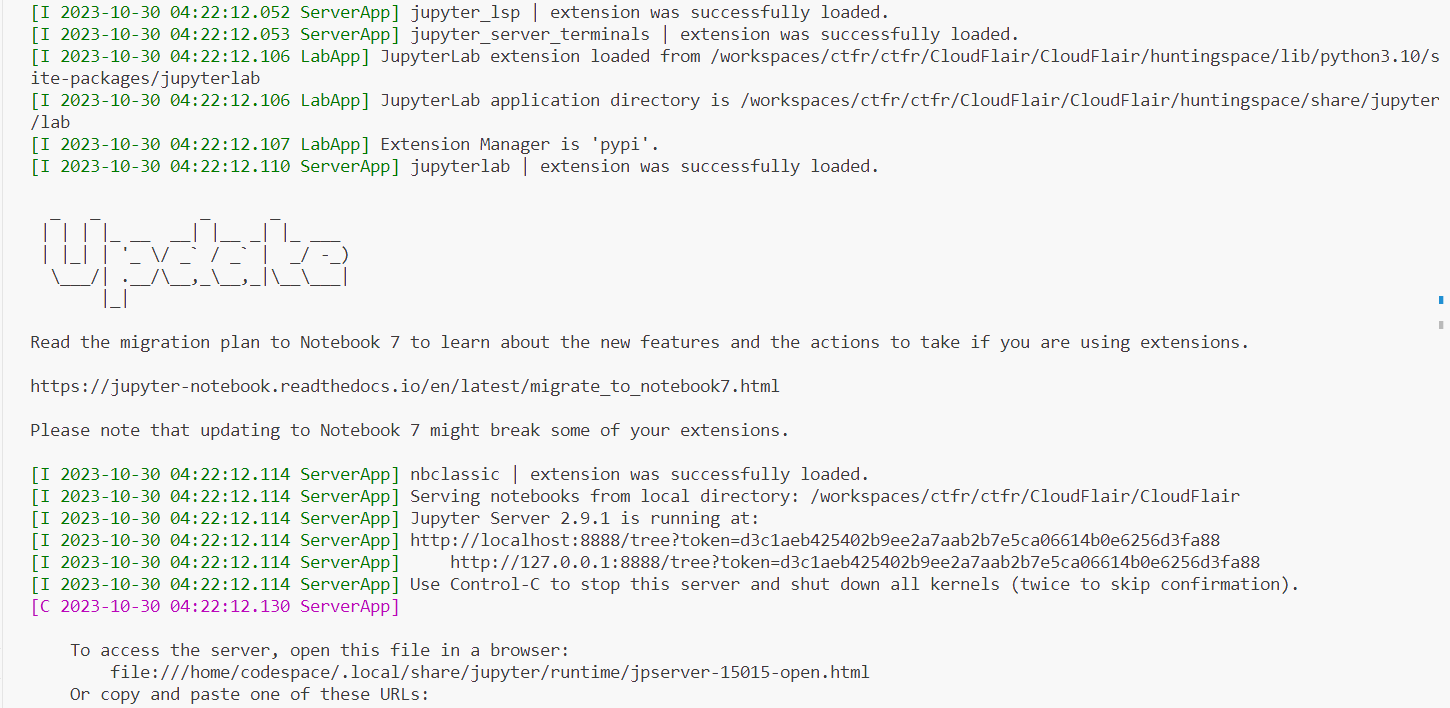 [I 2023-10-30 04:22:12.052 ServerApp] jupyter_lsp | extension was successfully loaded.
[I 2023-10-30 04:22:12.053 ServerApp] jupyter_server_terminals | extension was successfully loaded.
[I 2023-10-30 04:22:12.106 LabApp] JupyterLab extension loaded from /workspaces/ctfr/ctfr/CloudFlair/CloudFlair/huntingspace/lib/python3.10/s
ite-packages/jupyterlab
[I 2023-10-30 04:22:12.106 LabApp] JupyterLab application directory is /workspaces/ctfr/ctfr/CloudFlair/CloudFlair/huntingspace/share/jupyter
/lab
[I 2023-10-30 04:22:12.107 LabApp] Extension Manager is 'pypi'.
[I 2023-10-30 04:22:12.110 ServerApp] jupyterlab | extension was successfully loaded.
  _   _          _      _
 | | | |_ __  __| |__ _| |_ ___
 | |_| | '_ \/ _` / _` |  _/ -_)
  \___/| .__/\__,_\__,_|\__\___|
       |_|
Read the migration plan to Notebook 7 to learn about the new features and the actions to take if you are using extensions.
https://jupyter-notebook.readthedocs.io/en/latest/migrate_to_notebook7.html
Please note that updating to Notebook 7 might break some of your extensions.
[I 2023-10-30 04:22:12.114 ServerApp] nbclassic | extension was successfully loaded.
[I 2023-10-30 04:22:12.114 ServerApp] Serving notebooks from local directory: /workspaces/ctfr/ctfr/CloudFlair/CloudFlair
[I 2023-10-30 04:22:12.114 ServerApp] Jupyter Server 2.9.1 is running at:
[I 2023-10-30 04:22:12.114 ServerApp] http://localhost:8888/tree?token=d3c1aeb425402b9ee2a7aab2b7e5ca06614b0e6256d3fa88
[I 2023-10-30 04:22:12.114 ServerApp]     http://127.0.0.1:8888/tree?token=d3c1aeb425402b9ee2a7aab2b7e5ca06614b0e6256d3fa88
[I 2023-10-30 04:22:12.114 ServerApp] Use Control-C to stop this server and shut down all kernels (twice to skip confirmation).
[C 2023-10-30 04:22:12.130 ServerApp]
    To access the server, open this file in a browser:
        file:///home/codespace/.local/share/jupyter/runtime/jpserver-15015-open.html
    Or copy and paste one of these URLs: